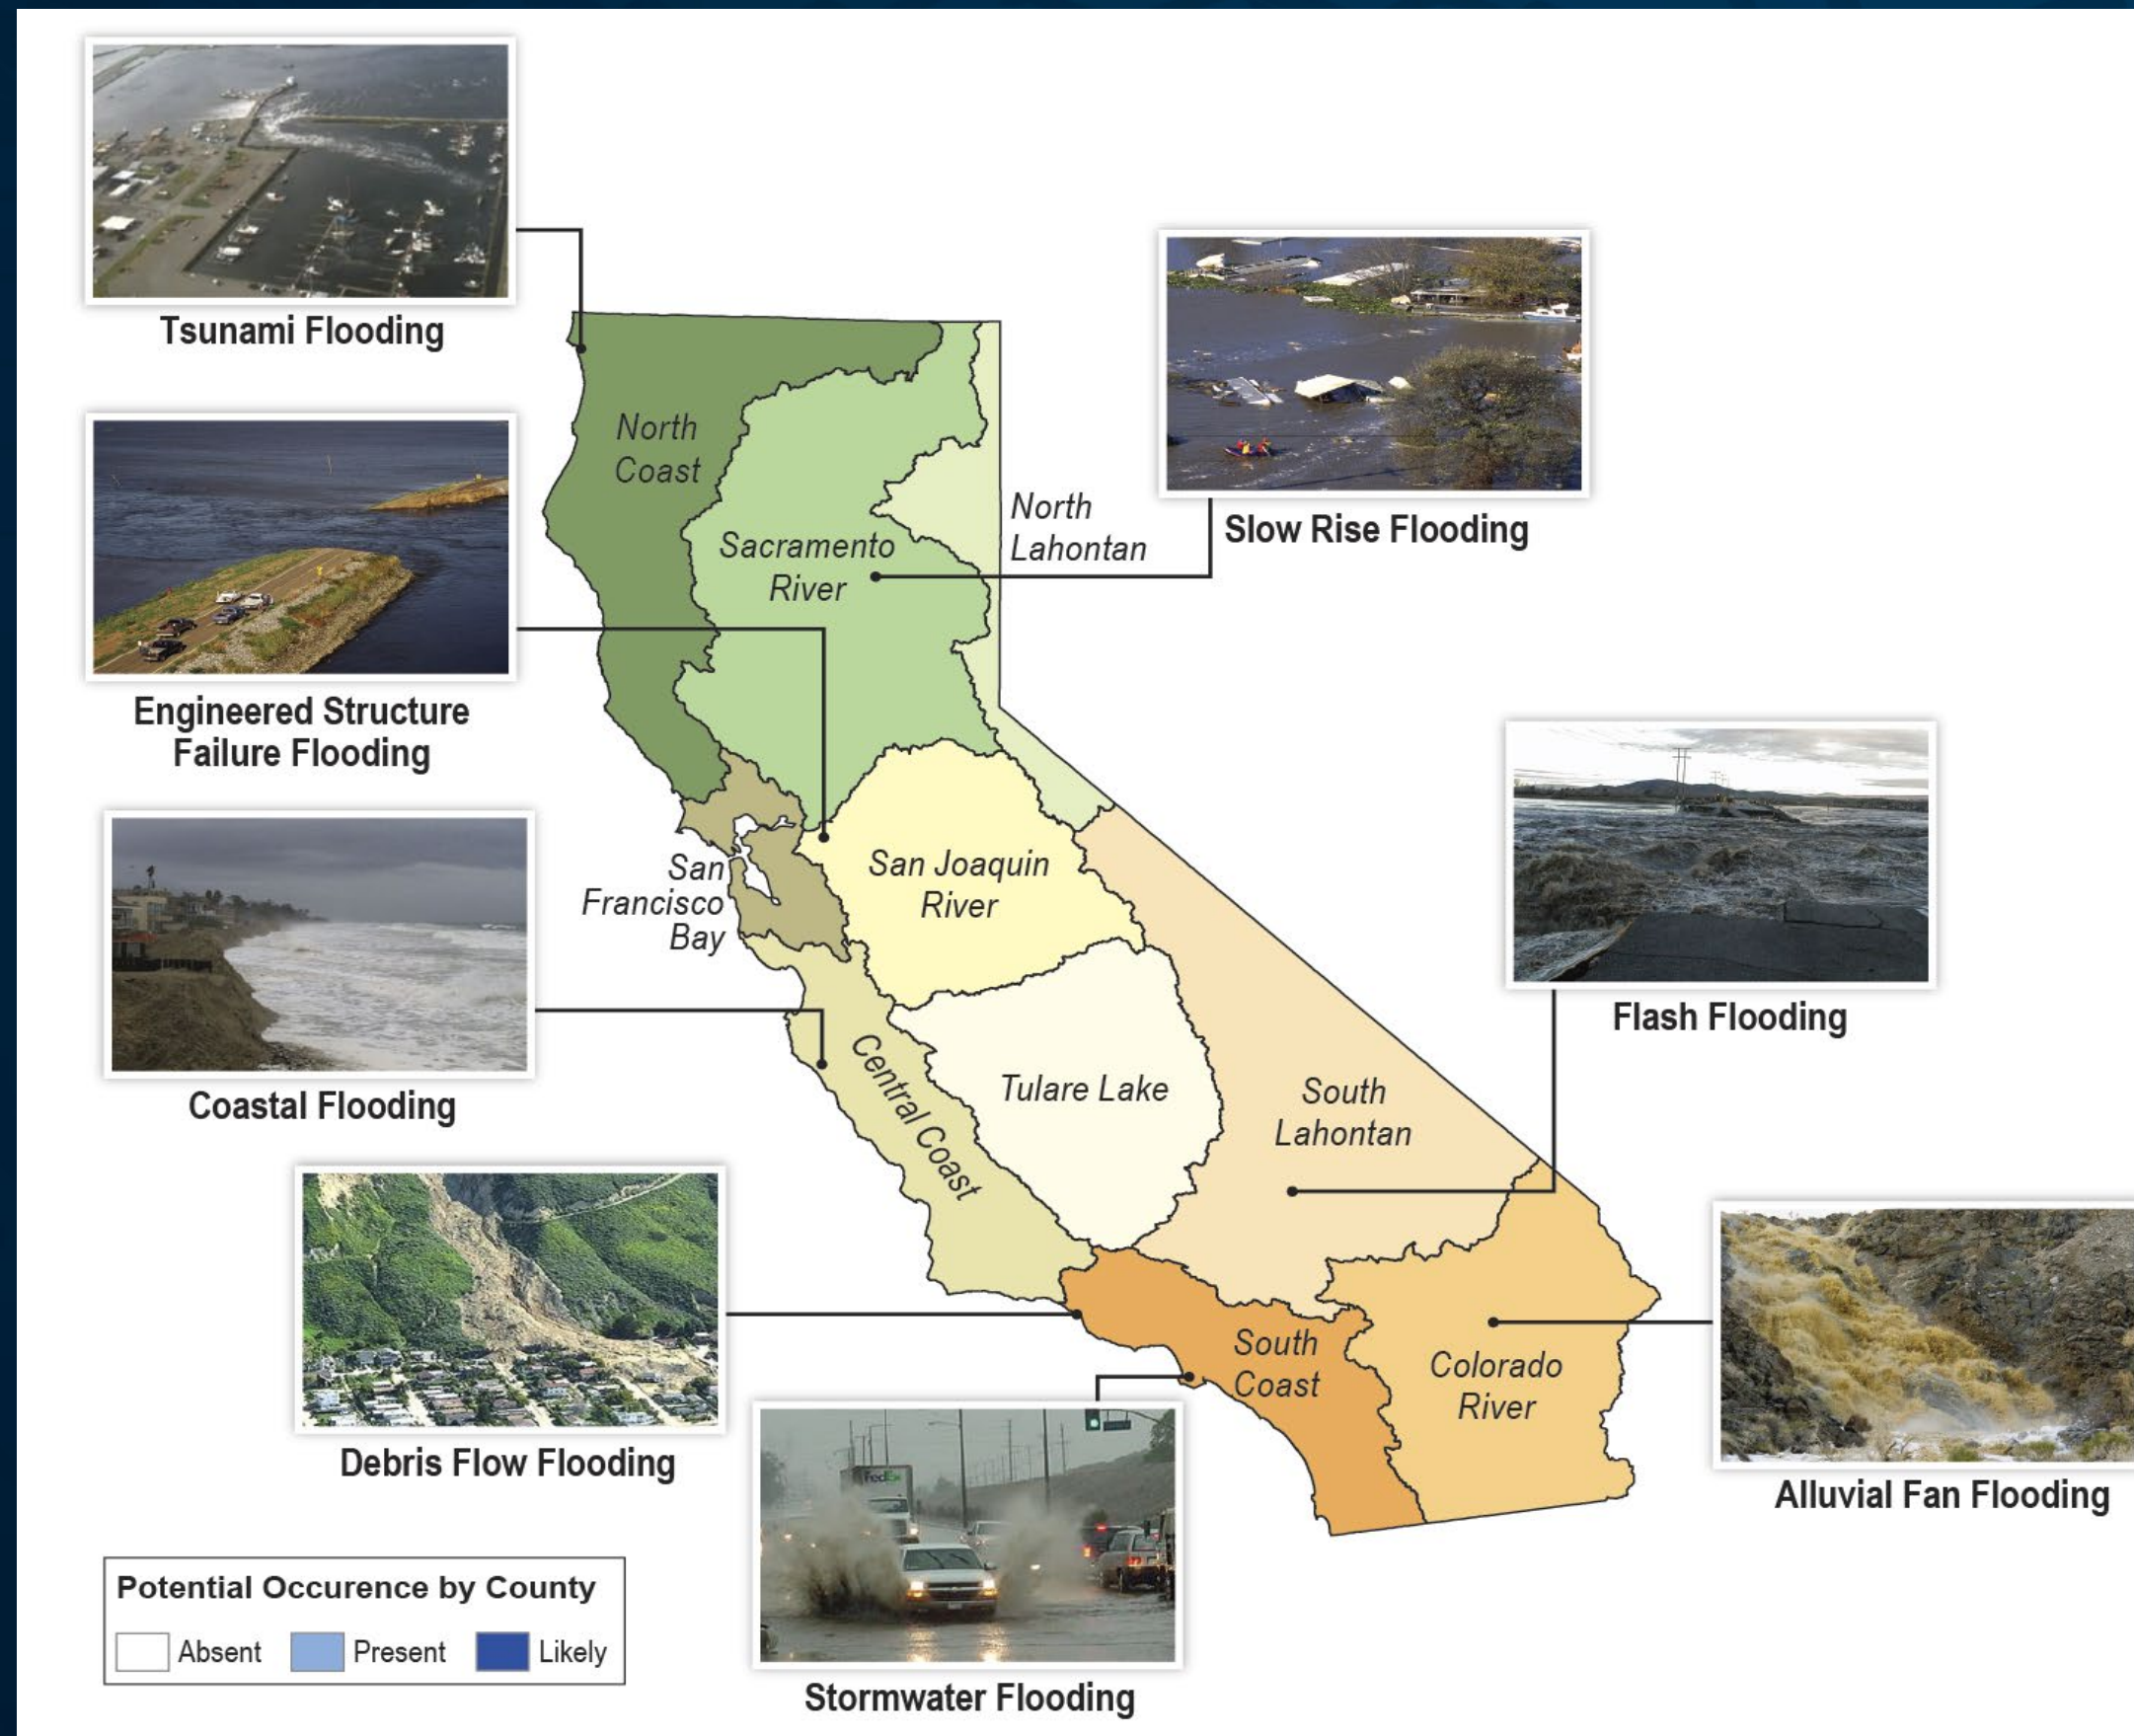 Tsunami Flooding
Engineered Structure
Failure Flooding
Coastal Flooding
Debris Flow Flooding
Stormwater Flooding
Slow Rise Flooding
Flash Flooding
Alluvial Fan Flooding
North
Coast
Sacramento
River
North
Lahontan
San
Francisco
Bay
San Joaquin
River
Central Coast
Tulare Lake
South
Lahontan
South
Coast
Colorado
River
FedEx
Potential Occurence by County
Absent
Present
Likely